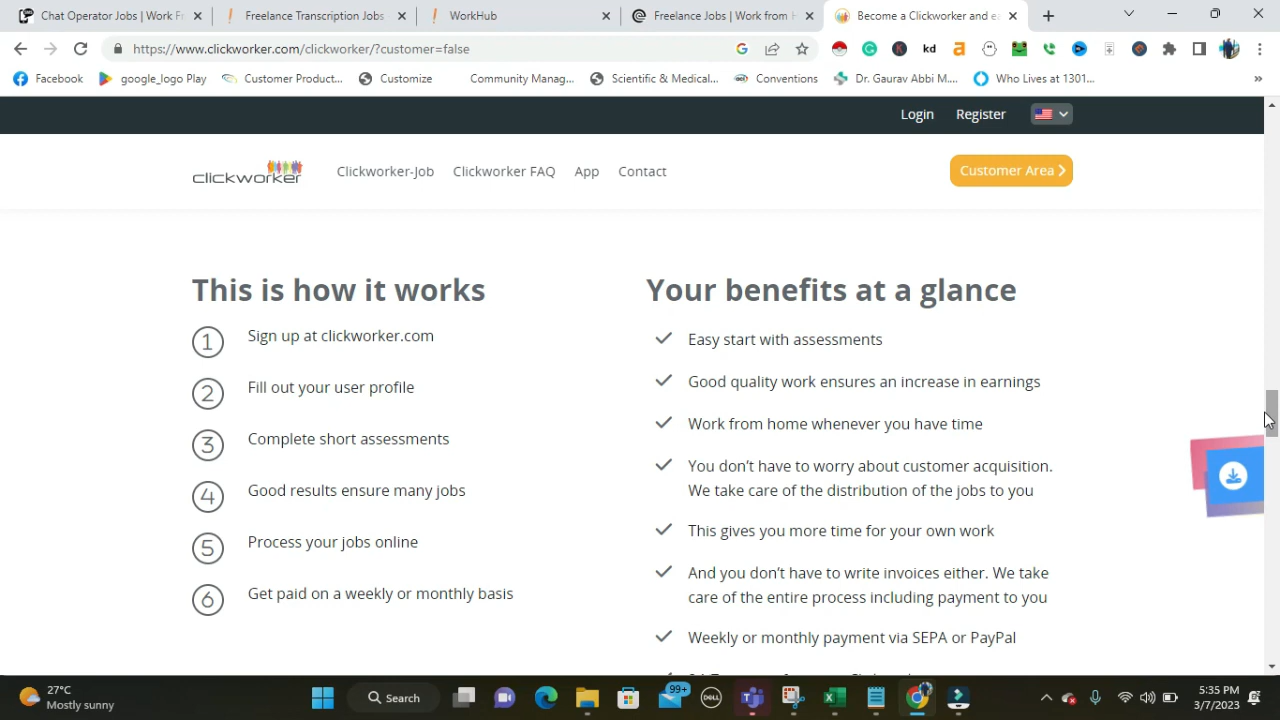 Chat Operator Jobs | Work Fr
Freelance Transcription Jobs
WorkHub
Freelance Jobs | Work from H
Become a Clickworker and ea
https://www.clickworker.com/clickworker/?customer=false
kd
Facebook
google_logo Play
Customer Product...
Customize
Community Manag...
Scientific & Medical...
Conventions
Dr. Gaurav Abbi M....
Who Lives at 1301...
»
Login
Register
clickworker
Clickworker-Job
Clickworker FAQ
App
Contact
Customer Area
This is how it works
1 Sign up at clickworker.com
2 Fill out your user profile
3 Complete short assessments
4 Good results ensure many jobs
5 Process your jobs online
6 Get paid on a weekly or monthly basis
Your benefits at a glance
Easy start with assessments
Good quality work ensures an increase in earnings
Work from home whenever you have time
You don’t have to worry about customer acquisition.
We take care of the distribution of the jobs to you
This gives you more time for your own work
And you don’t have to write invoices either. We take
care of the entire process including payment to you
Weekly or monthly payment via SEPA or PayPal
27°C
Mostly sunny
Search
99+
DELL
5:35 PM
3/7/2023